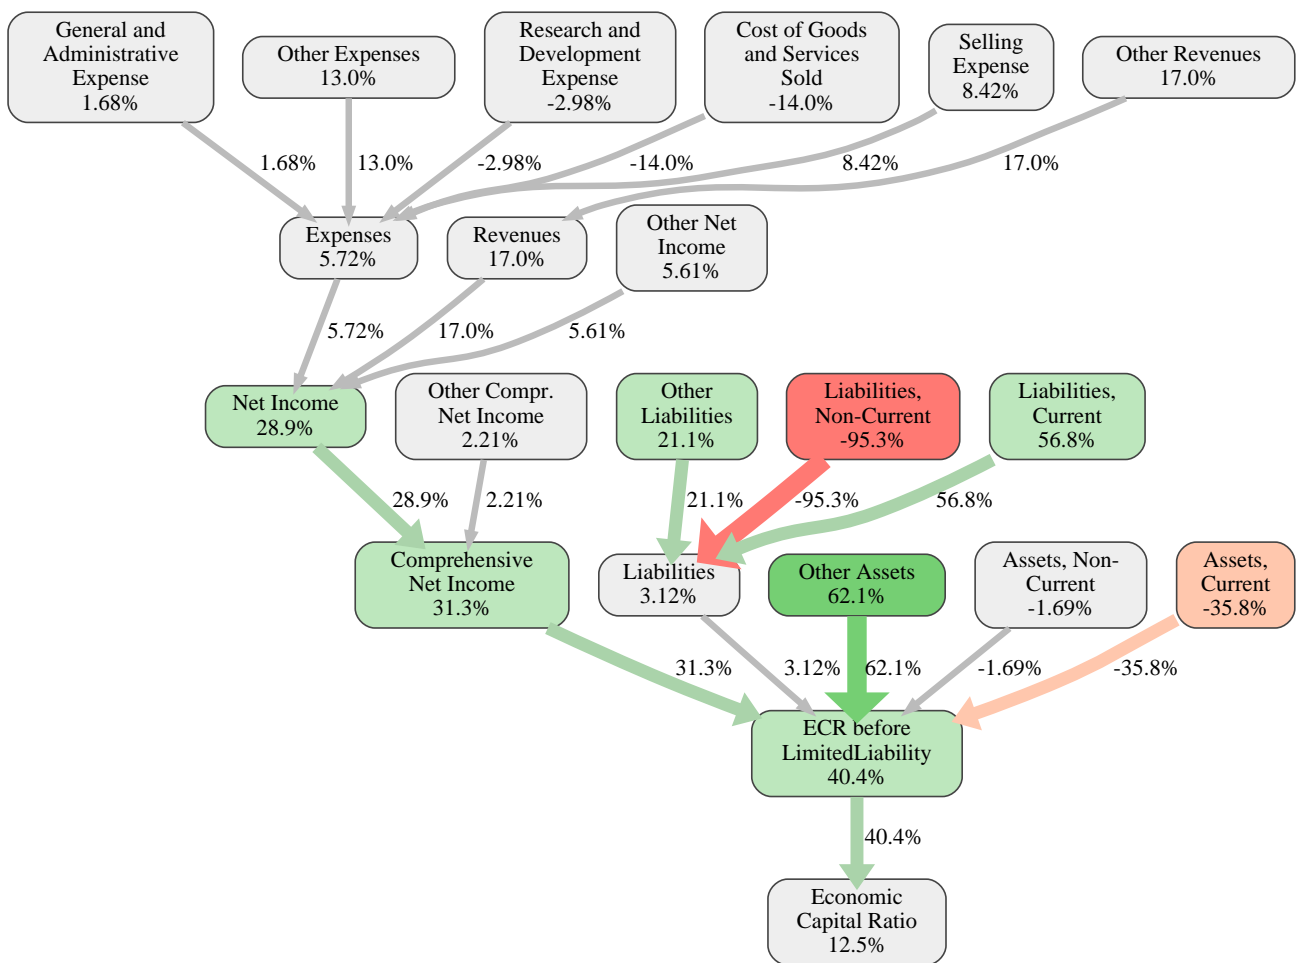 General and
Administrative
Expense
1.68%
Other Expenses
13.0%
Research and
Development
Expense
-2.98%
Cost of Goods
and Services
Sold
-14.0%
Selling
Expense
8.42%
Other Revenues
17.0%
1.68%
13.0%
-2.98%
-14.0%
8.42%
17.0%
Expenses
5.72%
Revenues
17.0%
Other Net
Income
5.61%
5.72%
17.0%
5.61%
Net Income
28.9%
Other Compr.
Net Income
2.21%
Other
Liabilities
21.1%
Liabilities,
Non-Current
-95.3%
Liabilities,
Current
56.8%
28.9%
2.21%
21.1%
-95.3%
56.8%
Comprehensive
Net Income
31.3%
Liabilities
3.12%
Other Assets
62.1%
Assets, Non-
Current
-1.69%
Assets,
Current
-35.8%
31.3%
3.12%
62.1%
-1.69%
-35.8%
ECR before
LimitedLiability
40.4%
40.4%
Economic
Capital Ratio
12.5%